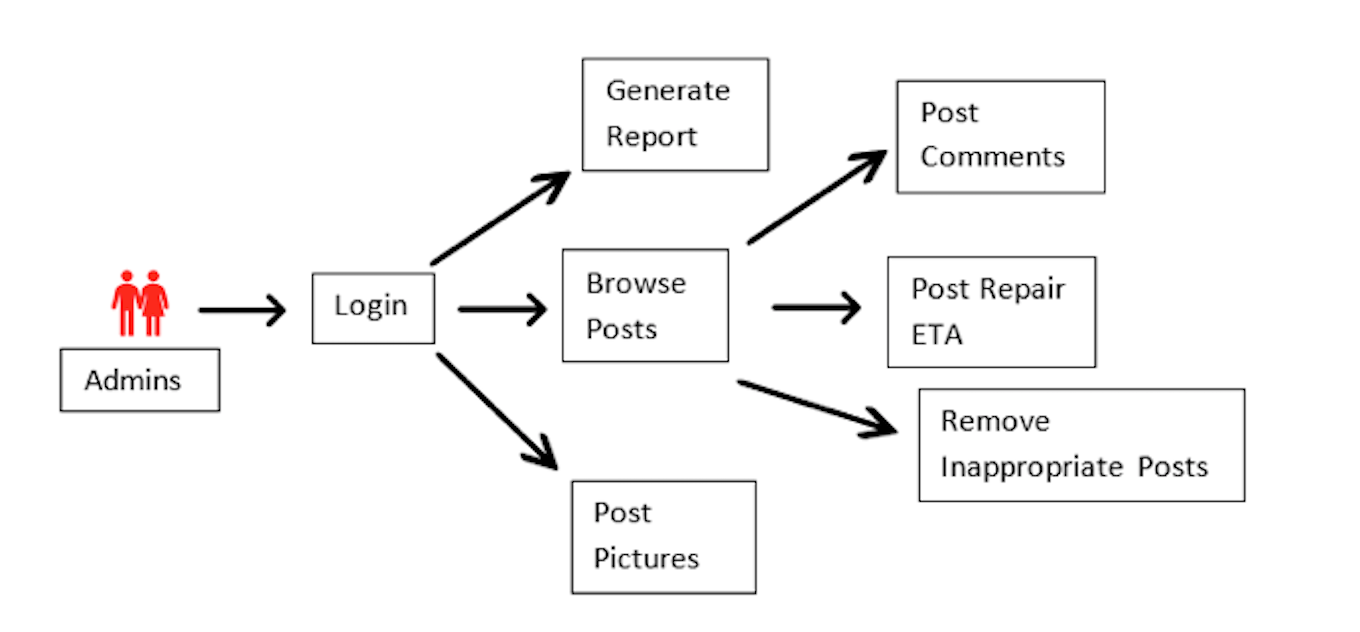 Generate
Report
Post
Comments
Login
Browse
Posts
Post Repair
ETA
Admins
Remove
Inappropriate Posts
Post
Pictures